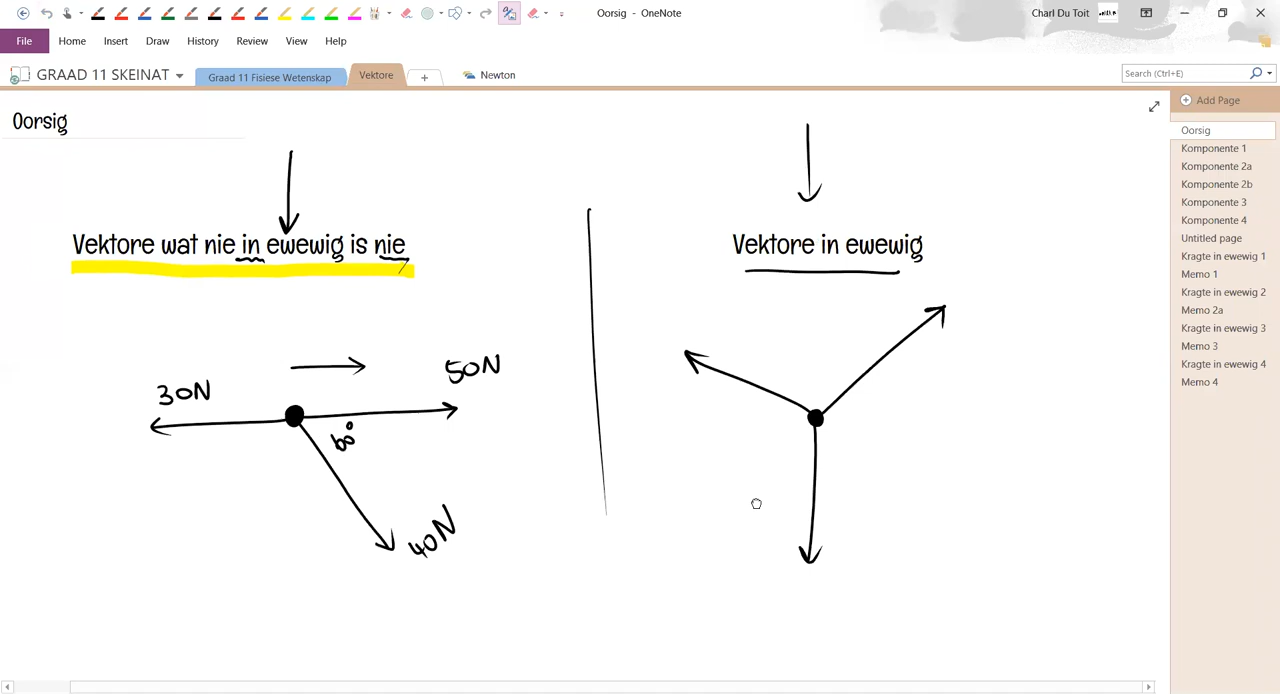 Oorsig - OneNote
Charl Du Toit
File Home Insert Draw History Review View Help
GRAAD 11 SKEINAT
Graad 11 Fisiese Wetenskap
Vektore
Newton
Search (Ctrl+E)
Add Page
Oorsig
Vektore wat nie in ewewig is nie
30N
50N
60°
40N
Vektore in ewewig
Oorsig
Komponente 1
Komponente 2a
Komponente 2b
Komponente 3
Komponente 4
Untitled page
Kragte in ewewig 1
Memo 1
Kragte in ewewig 2
Memo 2a
Kragte in ewewig 3
Memo 3
Kragte in ewewig 4
Memo 4